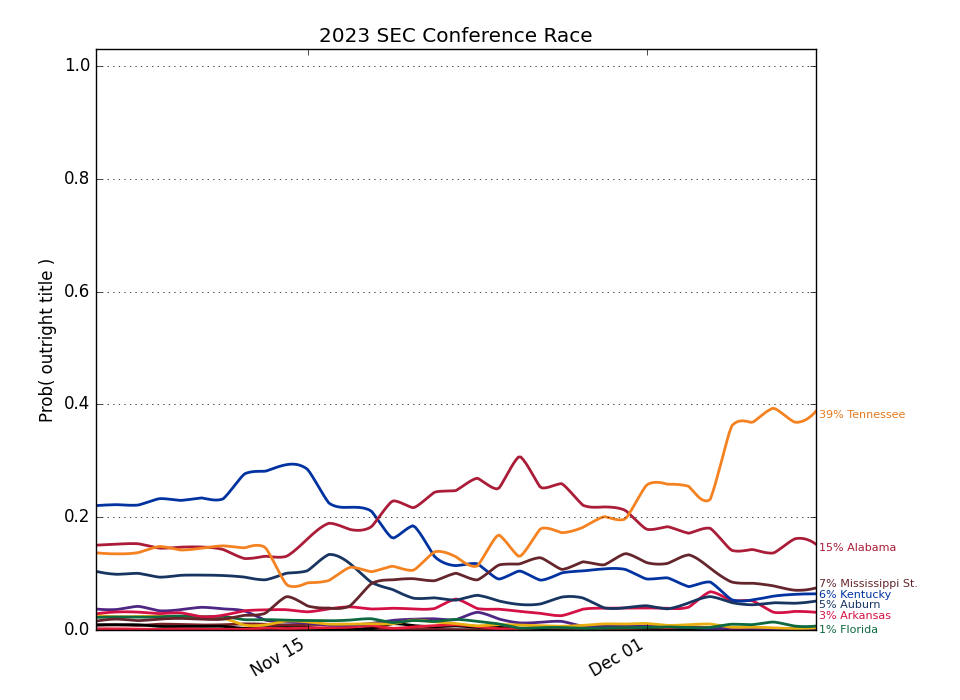 2023 SEC Conference Race
Prob( outright title )
1.0
0.8
0.6
0.4
0.2
0.0
Nov 15
Dec 01
39% Tennessee
15% Alabama
7% Mississippi St.
6% Kentucky
5% Auburn
3% Arkansas
1% Florida